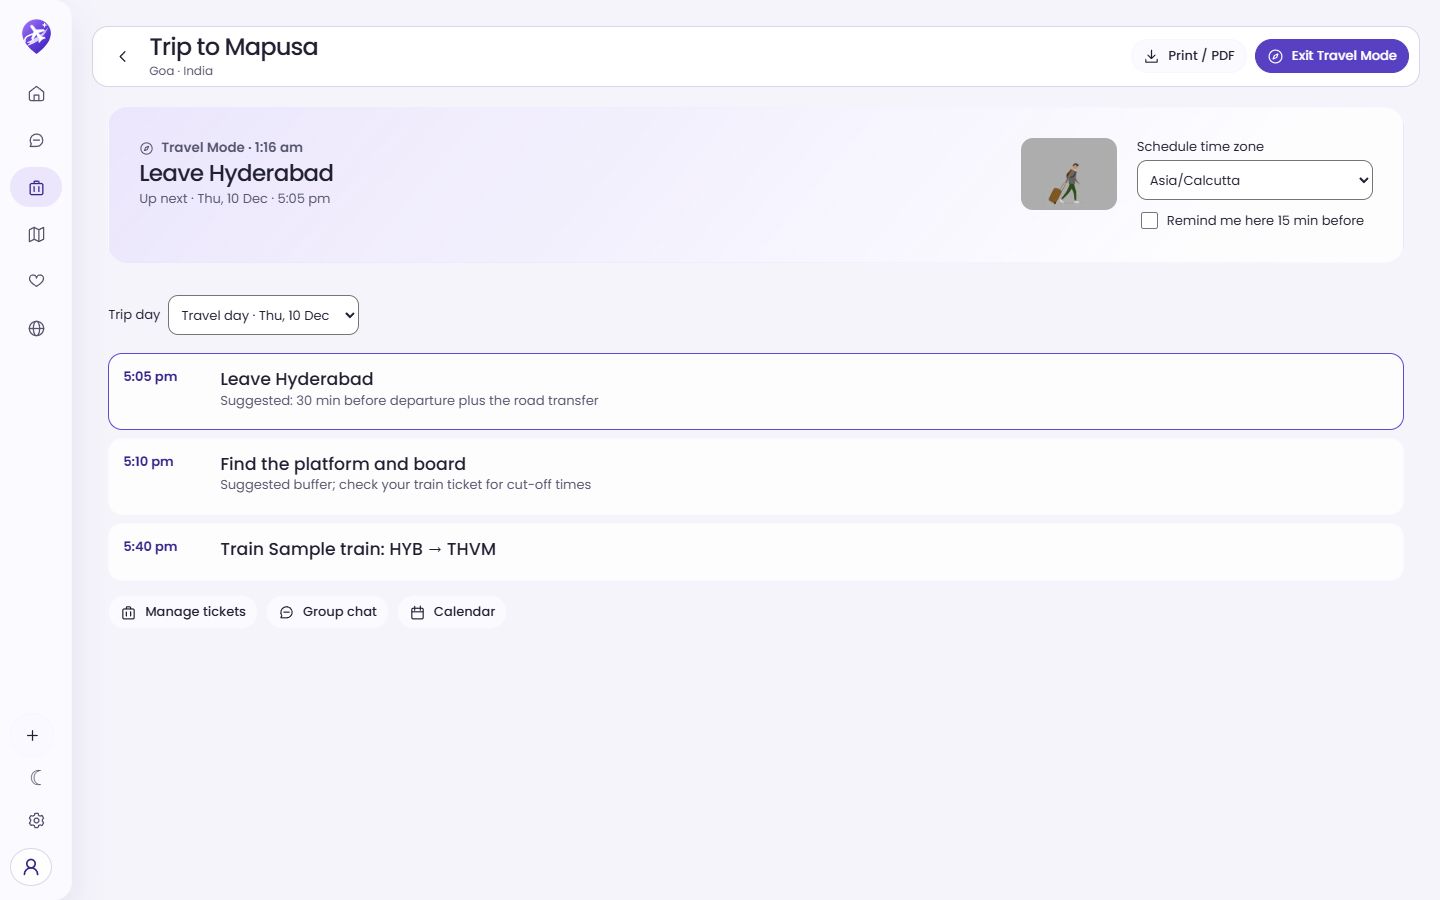 Trip to Mapusa
Goa · India
Print / PDF
Exit Travel Mode
Travel Mode · 1:16 am
Leave Hyderabad
Up next · Thu, 10 Dec · 5:05 pm
Schedule time zone
Asia/Calcutta
Remind me here 15 min before
Trip day
Travel day · Thu, 10 Dec
5:05 pm
Leave Hyderabad
Suggested: 30 min before departure plus the road transfer
5:10 pm
Find the platform and board
Suggested buffer; check your train ticket for cut-off times
5:40 pm
Train Sample train: HYB → THVM
Manage tickets
Group chat
Calendar